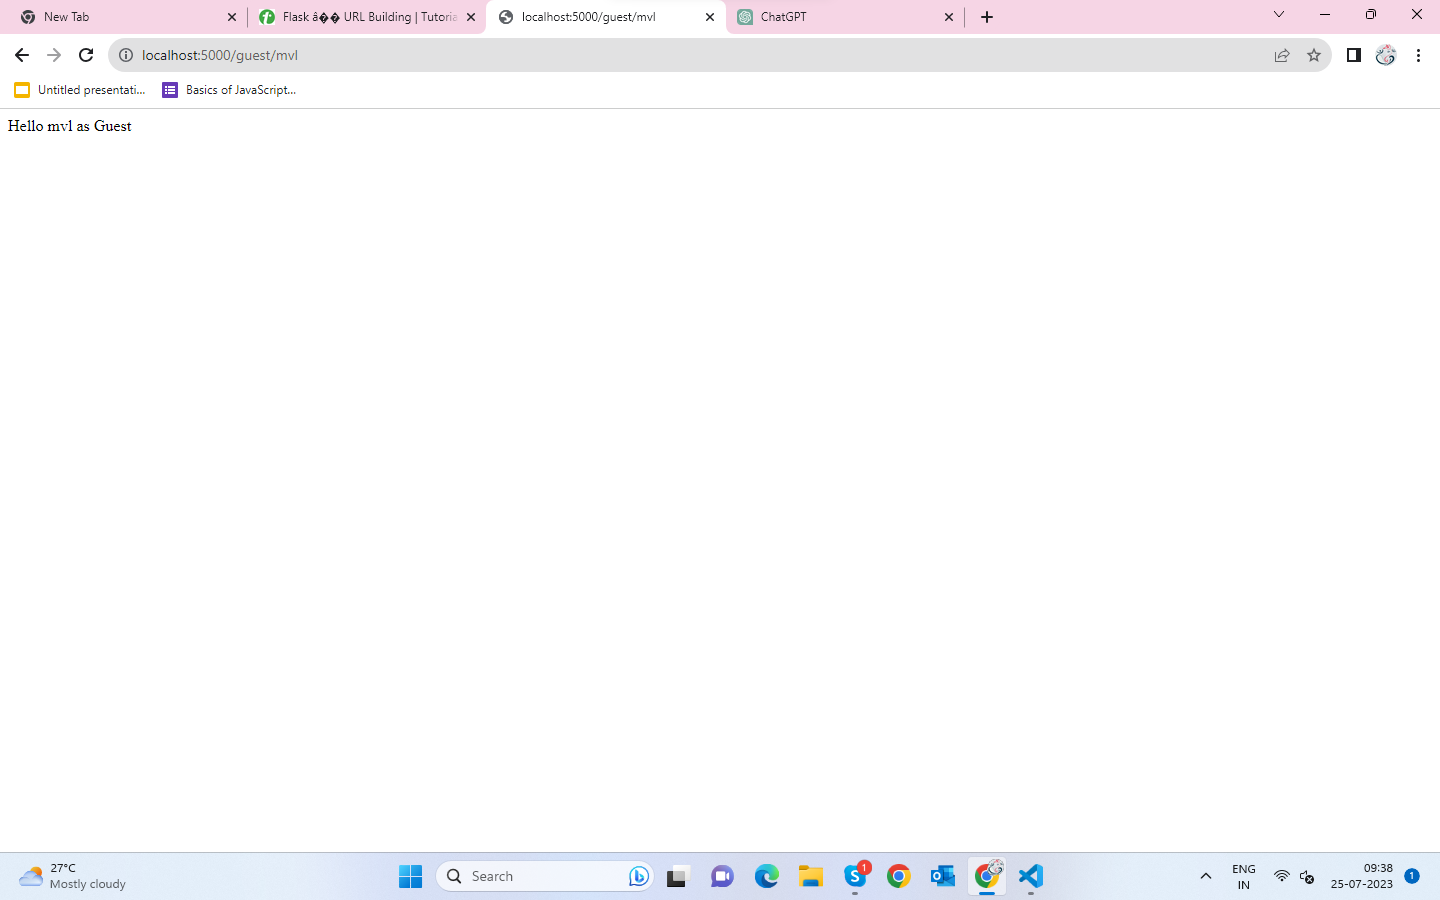 New Tab
Flask â�� URL Building | Tutoria
localhost:5000/guest/mvl
ChatGPT
localhost:5000/guest/mvl
Untitled presentati...
Basics of JavaScript...
Hello mvl as Guest
27°C
Mostly cloudy
Search
1
ENG
IN
09:38
25-07-2023
1